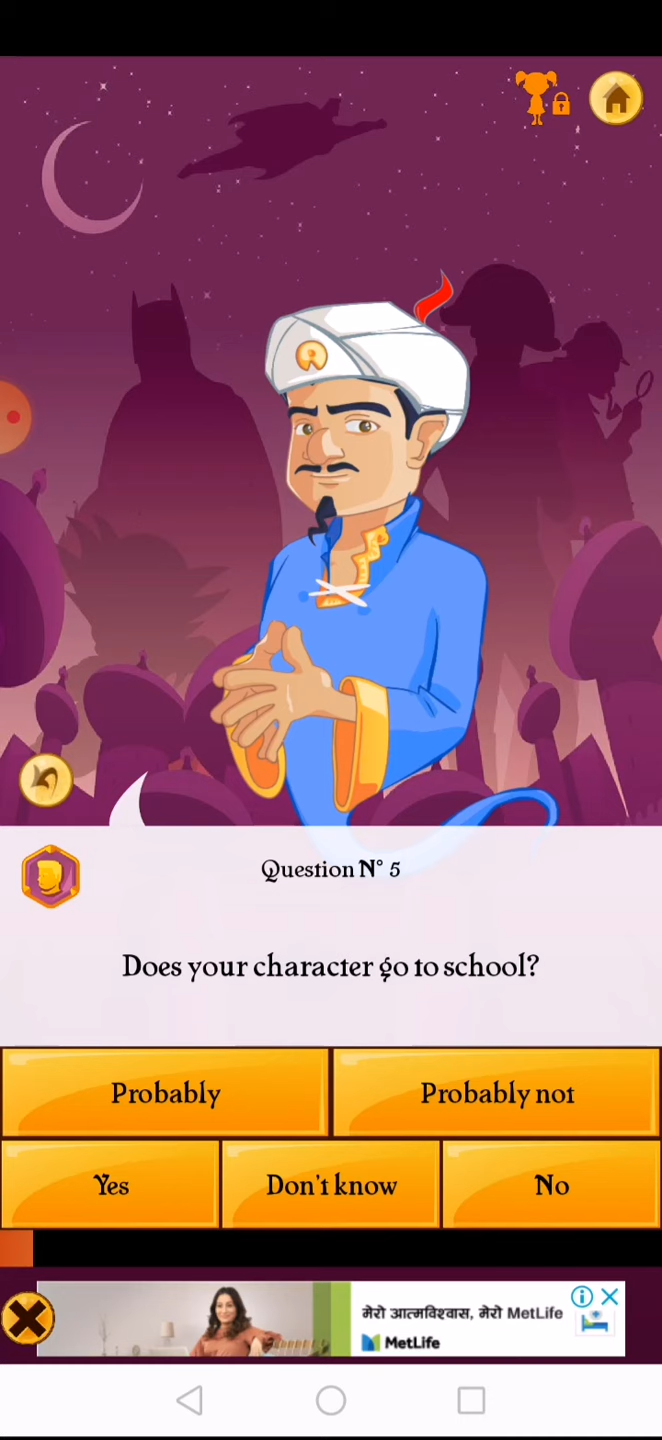 Question N° 5
Does your character go to school?
Probably
Probably not
Yes
Don't know
No
मेरो आत्मविश्वास, मेरो MetLife
MetLife